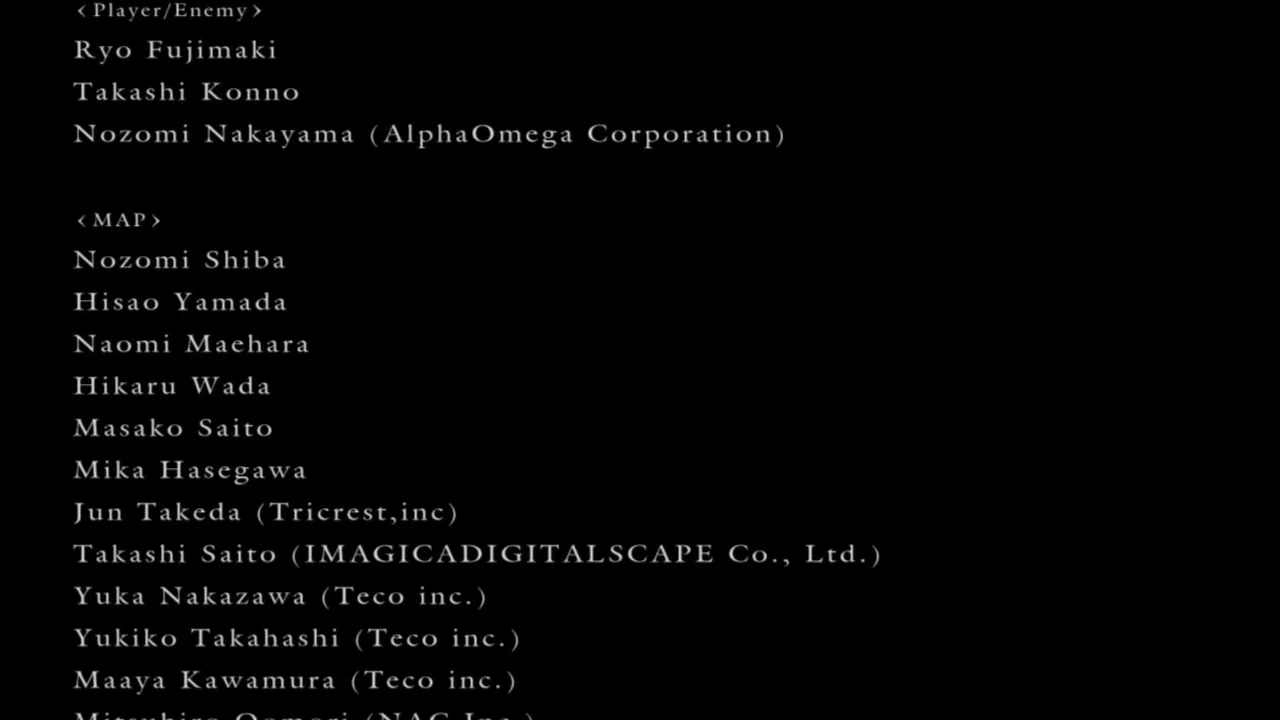 ‹Player/Enemy›
Ryo Fujimaki
Takashi Konno
Nozomi Nakayama (AlphaOmega Corporation)
‹MAP›
Nozomi Shiba
Hisao Yamada
Naomi Maehara
Hikaru Wada
Masako Saito
Mika Hasegawa
Jun Takeda (Tricrest,inc)
Takashi Saito (IMAGICADIGITALSCAPE Co., Ltd.)
Yuka Nakazawa (Teco inc.)
Yukiko Takahashi (Teco inc.)
Maaya Kawamura (Teco inc.)